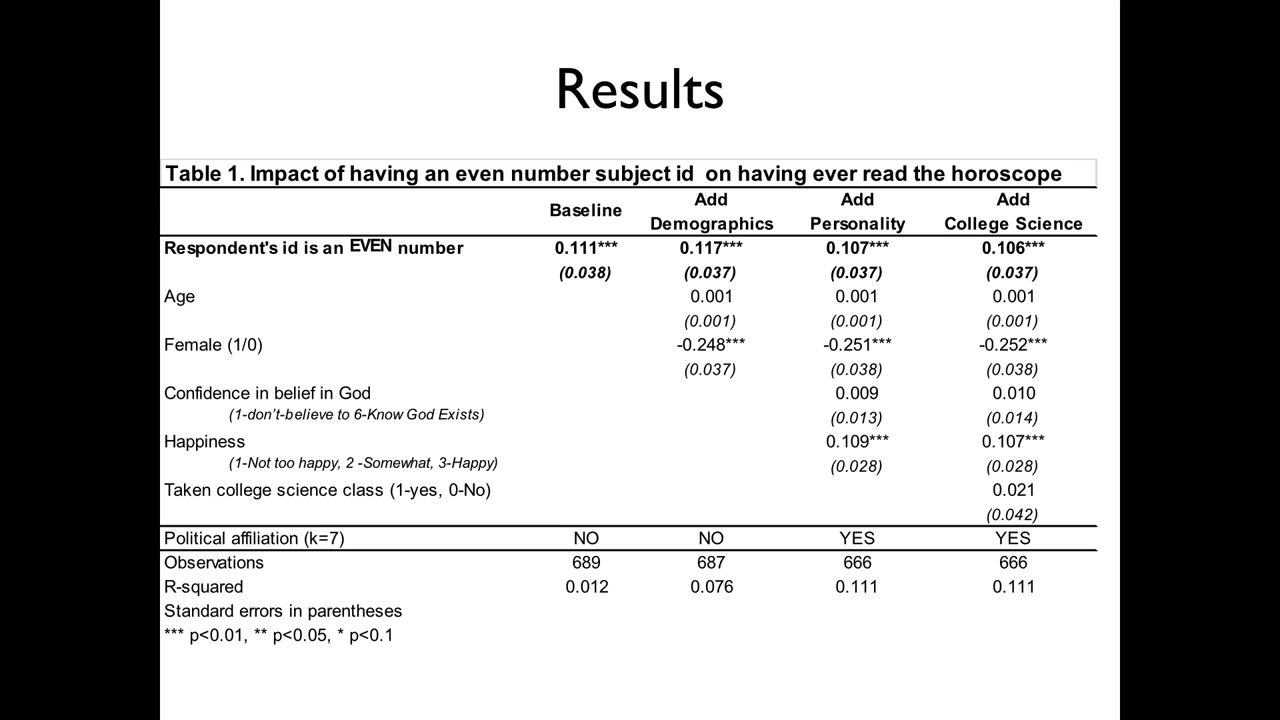 Results
Table 1. Impact of having an even number subject id on having ever read the horoscope
Baseline Add Demographics Add Personality Add College Science
Respondent's id is an EVEN number 0.111*** 0.117*** 0.107*** 0.106***
(0.038) (0.037) (0.037) (0.037)
Age 0.001 0.001 0.001
(0.001) (0.001) (0.001)
Female (1/0) -0.248*** -0.251*** -0.252***
(0.037) (0.038) (0.038)
Confidence in belief in God 0.009 0.010
(1-don't-believe to 6-Know God Exists) (0.013) (0.014)
Happiness 0.109*** 0.107***
(1-Not too happy, 2 -Somewhat, 3-Happy) (0.028) (0.028)
Taken college science class (1-yes, 0-No) 0.021
(0.042)
Political affiliation (k=7) NO NO YES YES
Observations 689 687 666 666
R-squared 0.012 0.076 0.111 0.111
Standard errors in parentheses
*** p<0.01, ** p<0.05, * p<0.1